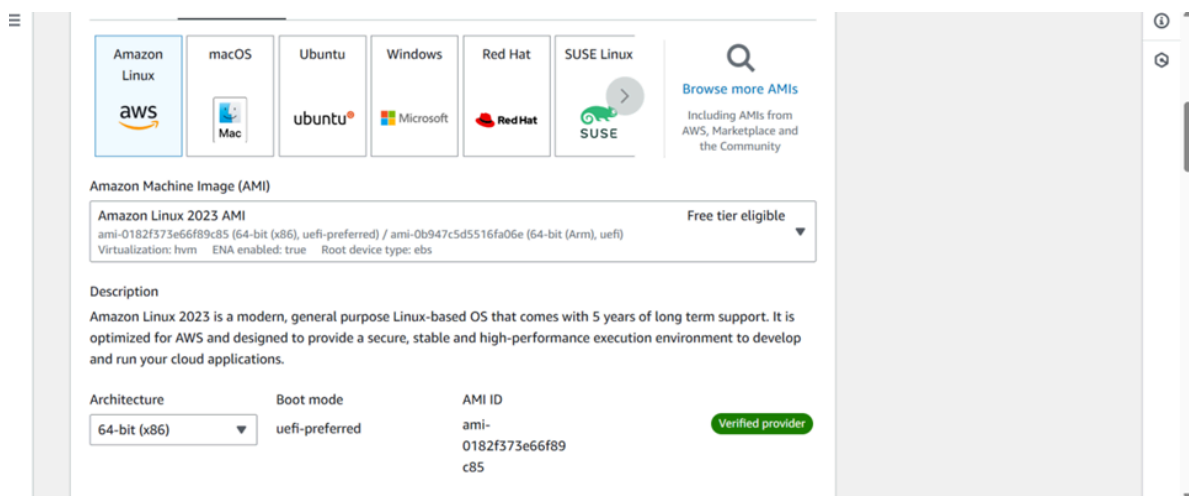 Amazon
Linux
macOS
Ubuntu
Windows
Red Hat
SUSE Linux
aws
Mac
ubuntu
Microsoft
Red Hat
SUSE
Browse more AMIs
Including AMIs from
AWS, Marketplace and
the Community
Amazon Machine Image (AMI)
Amazon Linux 2023 AMI
Free tier eligible
ami-0182f373e66f89c85 (64-bit (x86), uefi-preferred) / ami-0b947c5d5516fa06e (64-bit (Arm), uefi)
Virtualization: hvm ENA enabled: true Root device type: ebs
Description
Amazon Linux 2023 is a modern, general purpose Linux-based OS that comes with 5 years of long term support. It is
optimized for AWS and designed to provide a secure, stable and high-performance execution environment to develop
and run your cloud applications.
Architecture
Boot mode
AMI ID
64-bit (x86)
uefi-preferred
ami-
0182f373e66f89
c85
Verified provider